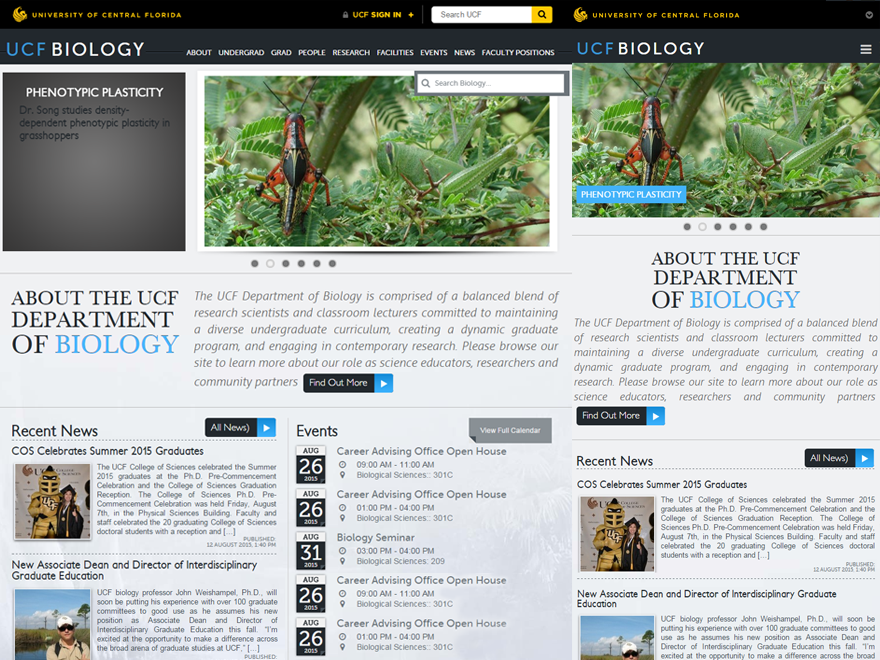 UNIVERSITY OF CENTRAL FLORIDA
UCF SIGN IN +
Search UCF
UCF BIOLOGY
ABOUT UNDERGRAD GRAD PEOPLE RESEARCH FACILITIES EVENTS NEWS FACULTY POSITIONS
Search Biology...
PHENOTYPIC PLASTICITY
Dr. Song studies density-
dependent phenotypic plasticity in
grasshoppers
ABOUT THE UCF
DEPARTMENT
OF BIOLOGY
The UCF Department of Biology is comprised of a balanced blend of
research scientists and classroom lecturers committed to maintaining
a diverse undergraduate curriculum, creating a dynamic graduate
program, and engaging in contemporary research. Please browse our
site to learn more about our role as science educators, researchers and
community partners Find Out More
Recent News
All News)
COS Celebrates Summer 2015 Graduates
The UCF College of Sciences celebrated the Summer
2015 graduates at the Ph.D. Pre-Commencement
Celebration and the College of Sciences Graduation
Reception. The College of Sciences Ph.D. Pre-
Commencement was held Friday, August
7th, in the Physical Sciences Building. Faculty and
staff celebrated the 20 graduating College of Sciences
doctoral students with a reception and [...]
PUBLISHED:
12 AUGUST 2015, 1:40 PM
New Associate Dean and Director of Interdisciplinary
Graduate Education
UCF biology professor John Weishampel, Ph.D., will
soon be putting his experience with over 100 graduate
committees to good use as he assumes his new
position as Associate Dean and Director of
Interdisciplinary Graduate Education this fall. "I'm
excited at the opportunity to make a difference across
the broad arena of graduate studies at UCF," [...]
PUBLISHED
Events
View Full Calendar
AUG
26
2015
Career Advising Office Open House
09:00 AM - 11:00 AM
Biological Sciences:: 301C
AUG
26
2015
Career Advising Office Open House
01:00 PM - 04:00 PM
Biological Sciences:: 301C
AUG
31
2015
Biology Seminar
03:00 PM - 04:00 PM
Biological Sciences: 209
AUG
26
2015
Career Advising Office Open House
09:00 AM - 11:00 AM
Biological Sciences:: 301C
AUG
26
2015
Career Advising Office Open House
01:00 PM - 04:00 PM
Biological Sciences:: 301C
UNIVERSITY OF CENTRAL FLORIDA
UCF BIOLOGY
PHENOTYPIC PLASTICITY
ABOUT THE UCF
DEPARTMENT
OF BIOLOGY
The UCF Department of Biology is comprised of a balanced blend
of research scientists and classroom lecturers committed to
maintaining a diverse undergraduate curriculum, creating a
dynamic graduate program, and engaging in contemporary
research. Please browse our site to learn more about our role as
science educators, researchers and community partners
Find Out More
Recent News
All News)
COS Celebrates Summer 2015 Graduates
The UCF College of Sciences celebrated the Summer 2015
graduates at the Ph.D. Pre-Commencement Celebration and
the College of Sciences Graduation Reception. The College of
Sciences Ph.D. Pre-Commencement was held Friday,
August 7th, in the Physical Sciences Building. Faculty and staff
celebrated the 20 graduating College of Sciences doctoral
students with a reception and [...]
PUBLISHED:
12 AUGUST 2015, 1:40 PM
New Associate Dean and Director of Interdisciplinary Graduate
Education
UCF biology professor John Weishampel, Ph.D., will soon be
putting his experience with over 100 graduate committees to good
use as he assumes his new position as Associate Dean and
Director of Interdisciplinary Graduate Education this fall. "I'm
excited at the opportunity to make a difference across the broad